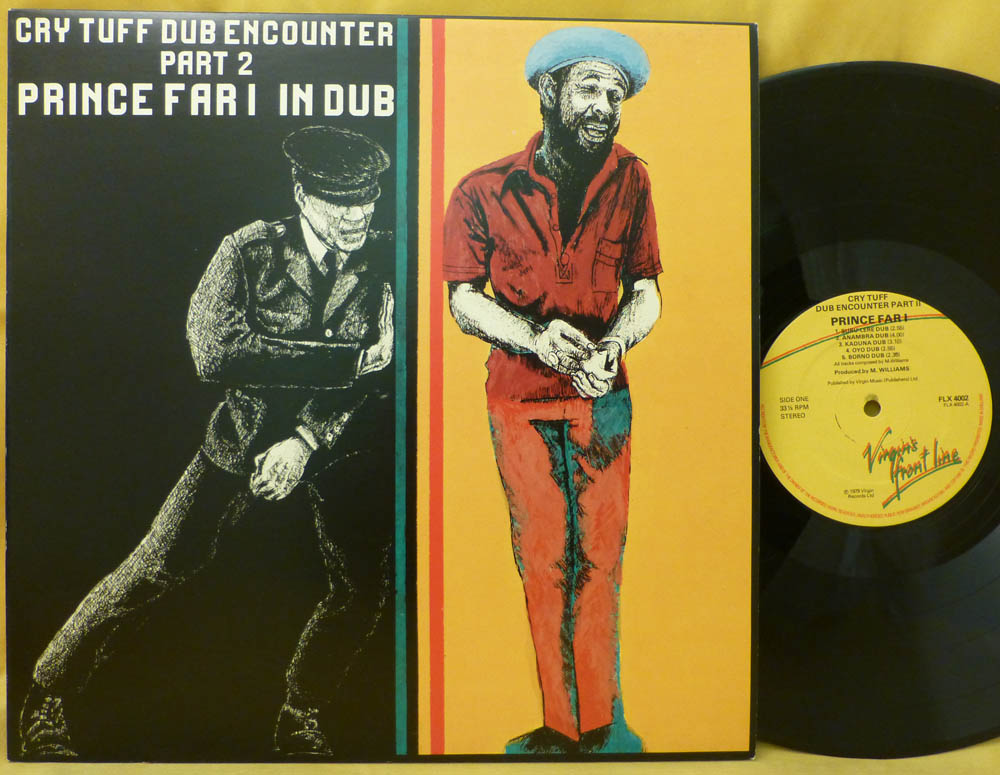 CRY TUFF DUB ENCOUNTER
PART 2
PRINCE FAR I IN DUB
CRY TUFF
DUB ENCOUNTER PART II
PRINCE FAR I
1. SUKU LERE DUB (2.56)
2. ANAMBRA DUB (4.00)
3. KADUNA DUB (3.10)
4. OYO DUB (2.56)
5. BORNO DUB (2.39)
All tracks composed by M.Williams
Produced by M. WILLIAMS
Published by Virgin Music (Publishers) Ltd.
SIDE ONE
33⅓ RPM
STEREO
FLX 4002
FLX 4002-A
Virgin's
front line
℗ 1979 Virgin
Records Ltd